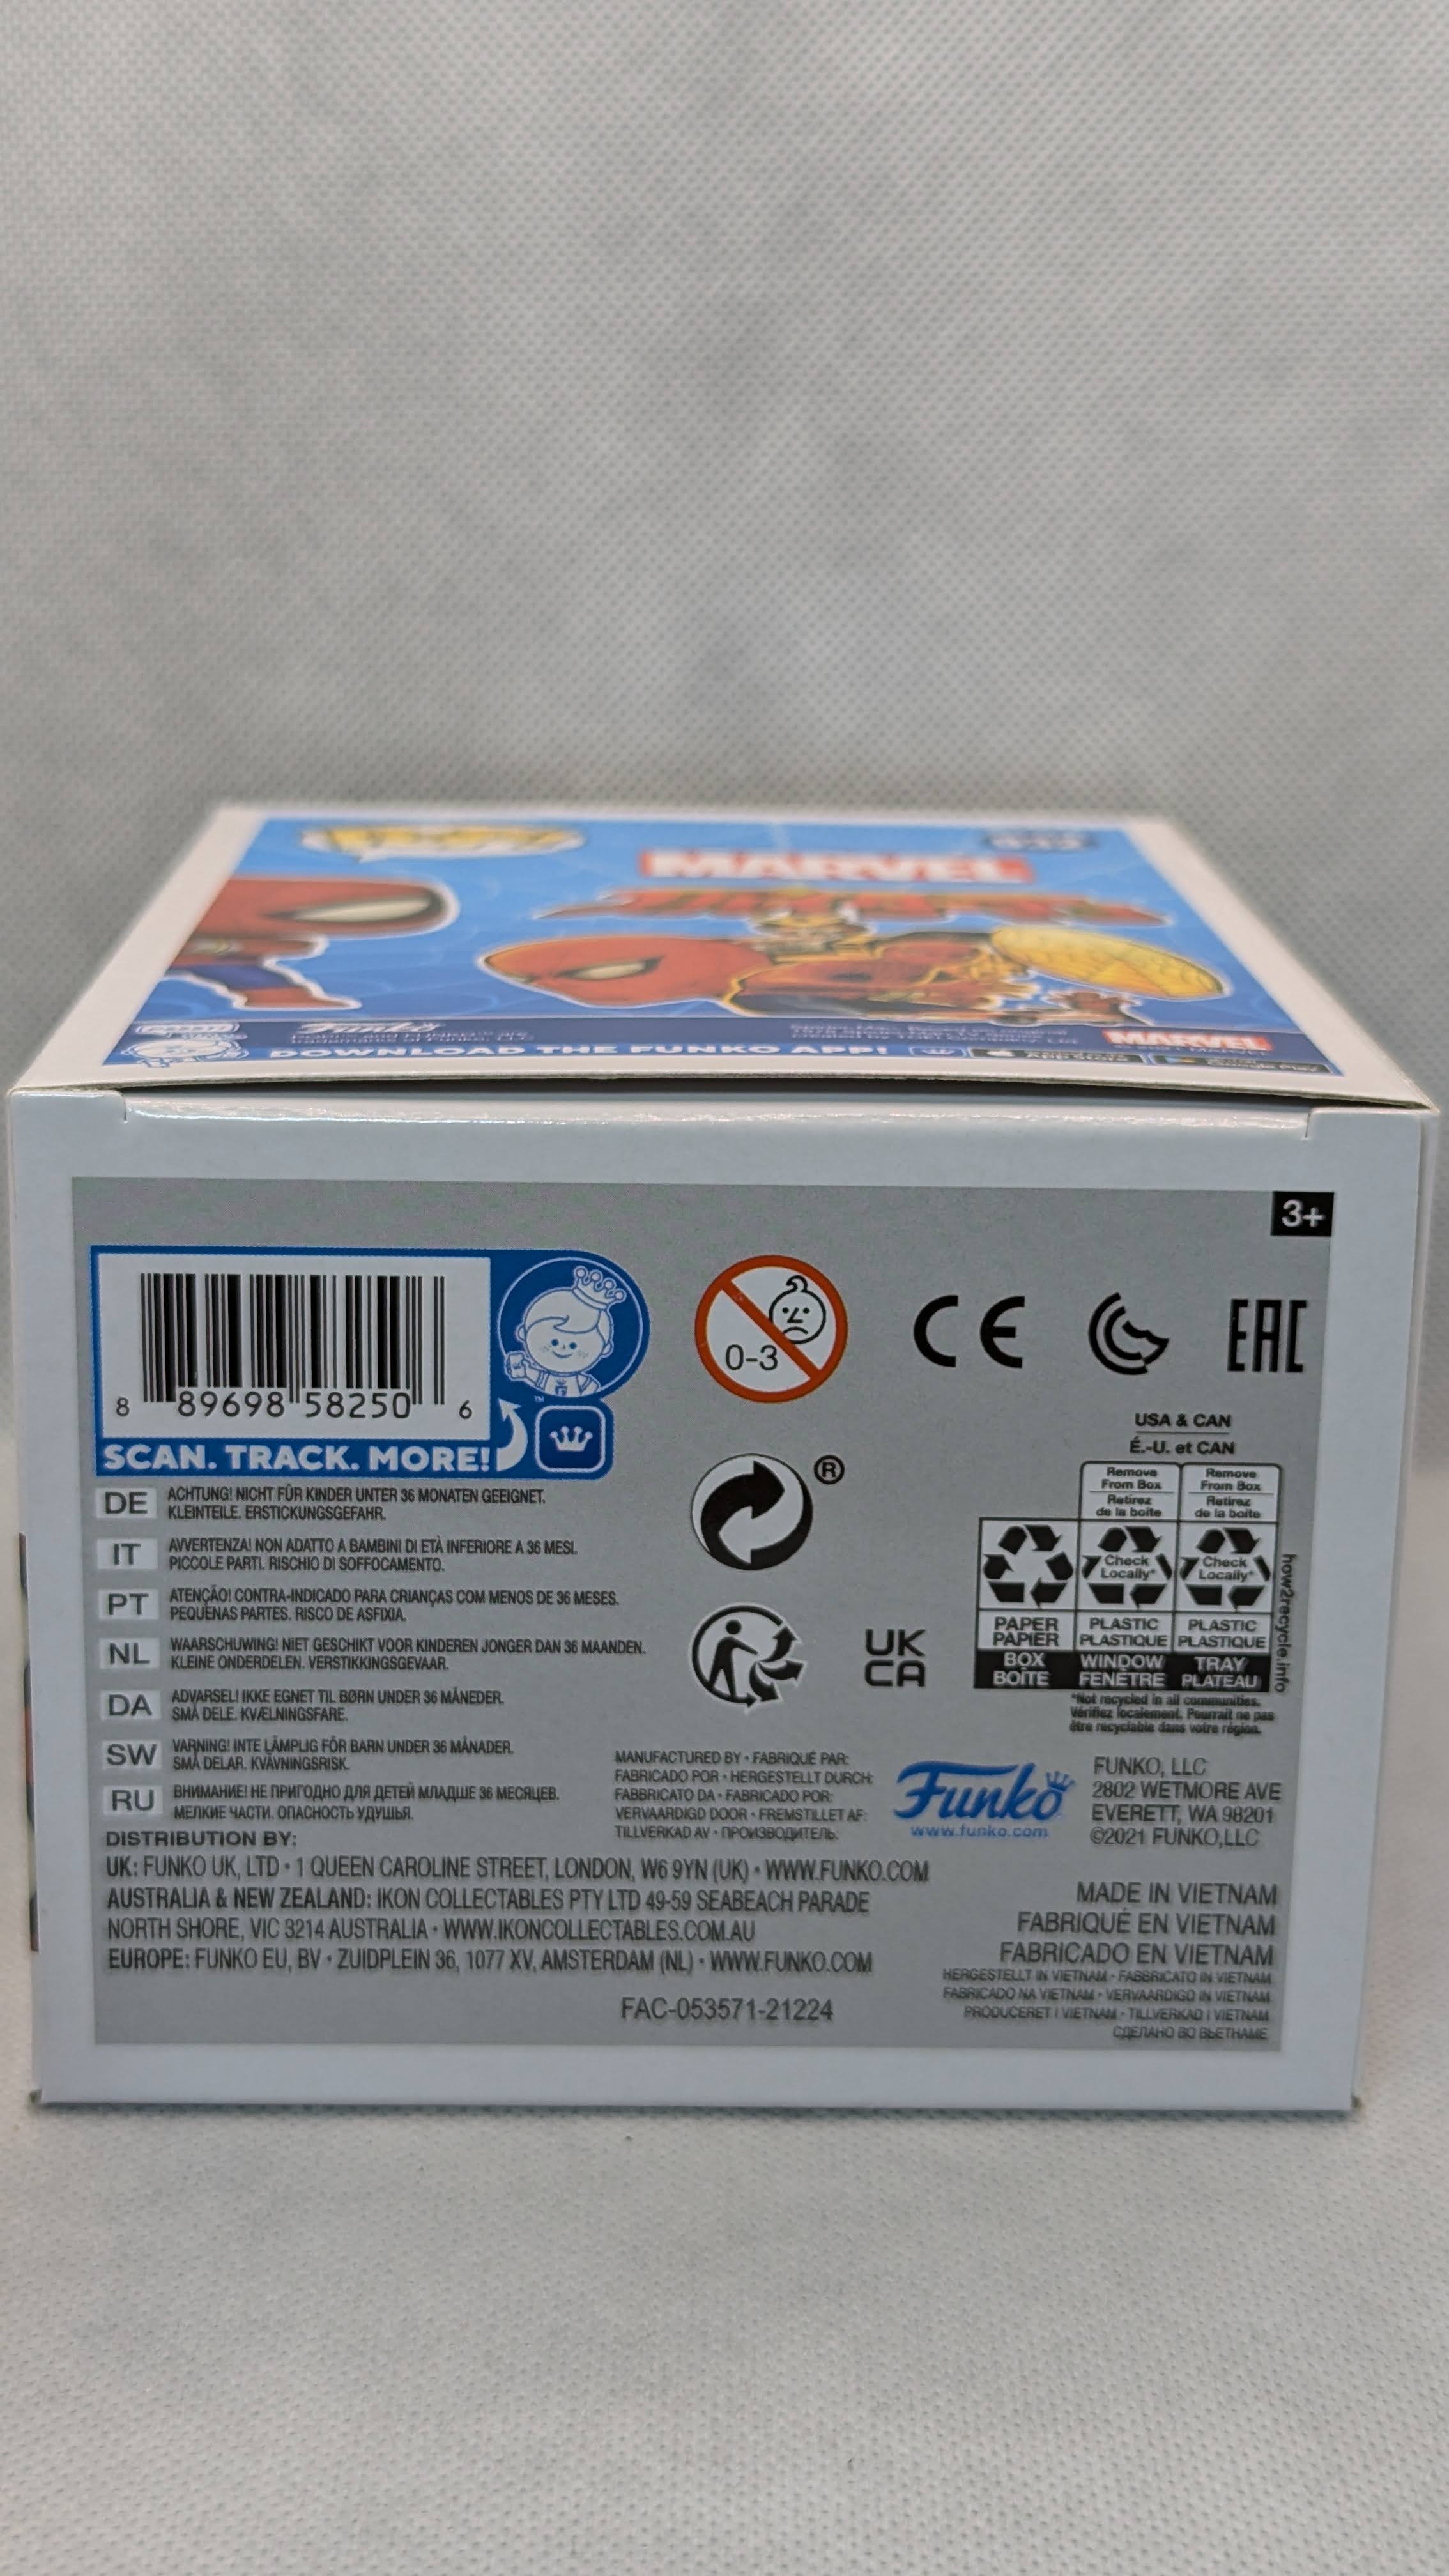 MARVEL
Funko
DOWNLOAD THE FUNKO APP!
MARVEL
3+
8 89698 58250 6
SCAN. TRACK. MORE!
™
0-3
CE
EAC
®
UK
CA
USA & CAN
É.-U. et CAN
Remove From Box Retirez de la boîte
Remove From Box Retirez de la boîte
Check Locally*
Check Locally*
PAPER PAPIER
PLASTIC PLASTIQUE
PLASTIC PLASTIQUE
BOX BOÎTE
WINDOW FENÊTRE
TRAY PLATEAU
how2recycle.info
*Not recycled in all communities.
Vérifiez localement. Pourrait ne pas
être recyclable dans votre région.
DE ACHTUNG! NICHT FÜR KINDER UNTER 36 MONATEN GEEIGNET.
KLEINTEILE. ERSTICKUNGSGEFAHR.
IT AVVERTENZA! NON ADATTO A BAMBINI DI ETÀ INFERIORE A 36 MESI.
PICCOLE PARTI. RISCHIO DI SOFFOCAMENTO.
PT ATENÇÃO! CONTRA-INDICADO PARA CRIANÇAS COM MENOS DE 36 MESES.
PEQUENAS PARTES. RISCO DE ASFIXIA.
NL WAARSCHUWING! NIET GESCHIKT VOOR KINDEREN JONGER DAN 36 MAANDEN.
KLEINE ONDERDELEN. VERSTIKKINGSGEVAAR.
DA ADVARSEL! IKKE EGNET TIL BØRN UNDER 36 MÅNEDER.
SMÅ DELE. KVÆLNINGSFARE.
SW VARNING! INTE LÄMPLIG FÖR BARN UNDER 36 MÅNADER.
SMÅ DELAR. KVÄVNINGSRISK.
RU ВНИМАНИЕ! НЕ ПРИГОДНО ДЛЯ ДЕТЕЙ МЛАДШЕ 36 МЕСЯЦЕВ.
МЕЛКИЕ ЧАСТИ. ОПАСНОСТЬ УДУШЬЯ.
MANUFACTURED BY • FABRIQUÉ PAR:
FABRICADO POR • HERGESTELLT DURCH:
FABBRICATO DA • FABRICADO POR:
VERVAARDIGD DOOR • FREMSTILLET AF:
TILLVERKAD AV • ПРОИЗВОДИТЕЛЬ:
Funko
www.funko.com
FUNKO, LLC
2802 WETMORE AVE
EVERETT, WA 98201
©2021 FUNKO,LLC
DISTRIBUTION BY:
UK: FUNKO UK, LTD • 1 QUEEN CAROLINE STREET, LONDON, W6 9YN (UK) • WWW.FUNKO.COM
AUSTRALIA & NEW ZEALAND: IKON COLLECTABLES PTY LTD 49-59 SEABEACH PARADE
NORTH SHORE, VIC 3214 AUSTRALIA • WWW.IKONCOLLECTABLES.COM.AU
EUROPE: FUNKO EU, BV • ZUIDPLEIN 36, 1077 XV, AMSTERDAM (NL) • WWW.FUNKO.COM
MADE IN VIETNAM
FABRIQUÉ EN VIETNAM
FABRICADO EN VIETNAM
HERGESTELLT IN VIETNAM • FABBRICATO IN VIETNAM
FABRICADO NA VIETNAM • VERVAARDIGD IN VIETNAM
PRODUCERET I VIETNAM • TILLVERKAD I VIETNAM
СДЕЛАНО ВО ВЬЕТНАМЕ
FAC-053571-21224